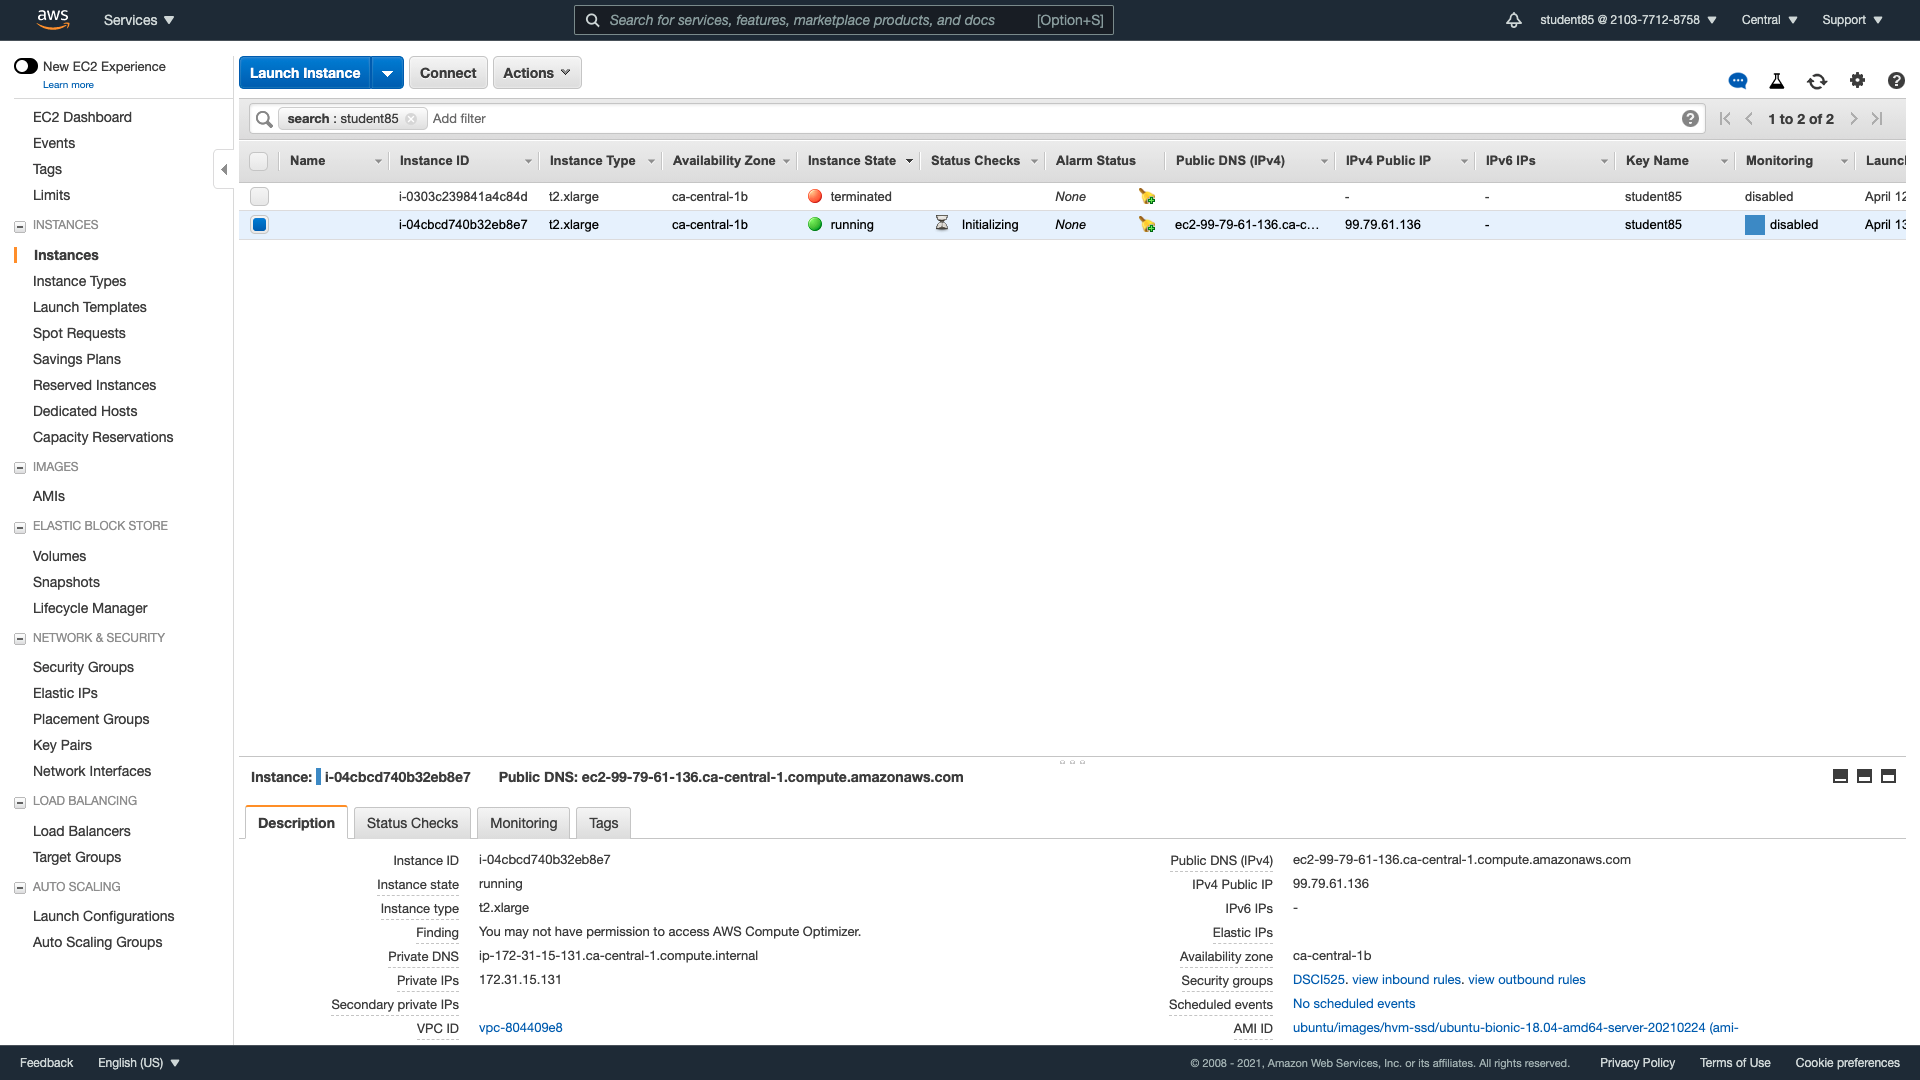 aws Services Search for services, features, marketplace products, and docs [Option+S] student85 @ 2103-7712-8758 Central Support
New EC2 Experience
Learn more
EC2 Dashboard
Events
Tags
Limits
INSTANCES
Instances
Instance Types
Launch Templates
Spot Requests
Savings Plans
Reserved Instances
Dedicated Hosts
Capacity Reservations
IMAGES
AMIs
ELASTIC BLOCK STORE
Volumes
Snapshots
Lifecycle Manager
NETWORK & SECURITY
Security Groups
Elastic IPs
Placement Groups
Key Pairs
Network Interfaces
LOAD BALANCING
Load Balancers
Target Groups
AUTO SCALING
Launch Configurations
Auto Scaling Groups
Launch Instance Connect Actions
search : student85 Add filter 1 to 2 of 2
Name Instance ID Instance Type Availability Zone Instance State Status Checks Alarm Status Public DNS (IPv4) IPv4 Public IP IPv6 IPs Key Name Monitoring Launc
i-0303c239841a4c84d t2.xlarge ca-central-1b terminated None - - student85 disabled April 12
i-04cbcd740b32eb8e7 t2.xlarge ca-central-1b running Initializing None ec2-99-79-61-136.ca-c... 99.79.61.136 - student85 disabled April 13
Instance: i-04cbcd740b32eb8e7 Public DNS: ec2-99-79-61-136.ca-central-1.compute.amazonaws.com
Description Status Checks Monitoring Tags
Instance ID i-04cbcd740b32eb8e7
Instance state running
Instance type t2.xlarge
Finding You may not have permission to access AWS Compute Optimizer.
Private DNS ip-172-31-15-131.ca-central-1.compute.internal
Private IPs 172.31.15.131
Secondary private IPs
VPC ID vpc-804409e8
Public DNS (IPv4) ec2-99-79-61-136.ca-central-1.compute.amazonaws.com
IPv4 Public IP 99.79.61.136
IPv6 IPs -
Elastic IPs
Availability zone ca-central-1b
Security groups DSCI525. view inbound rules. view outbound rules
Scheduled events No scheduled events
AMI ID ubuntu/images/hvm-ssd/ubuntu-bionic-18.04-amd64-server-20210224 (ami-
Feedback English (US) © 2008 - 2021, Amazon Web Services, Inc. or its affiliates. All rights reserved. Privacy Policy Terms of Use Cookie preferences